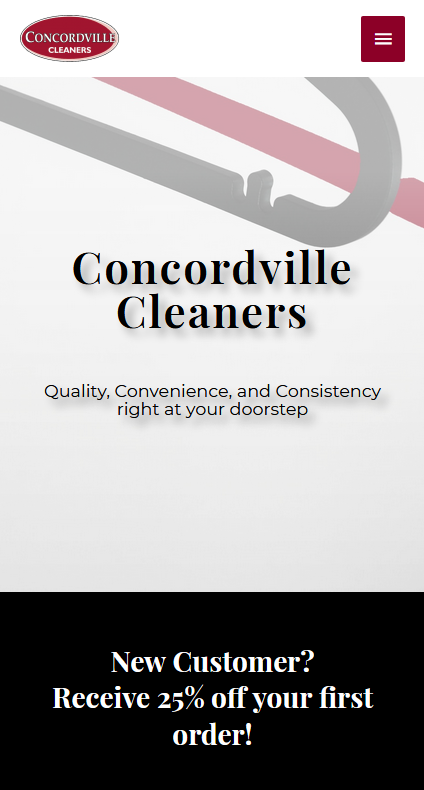 CONCORDVILLE
CLEANERS
Concordville
Cleaners
Quality, Convenience, and Consistency
right at your doorstep
New Customer?
Receive 25% off your first
order!